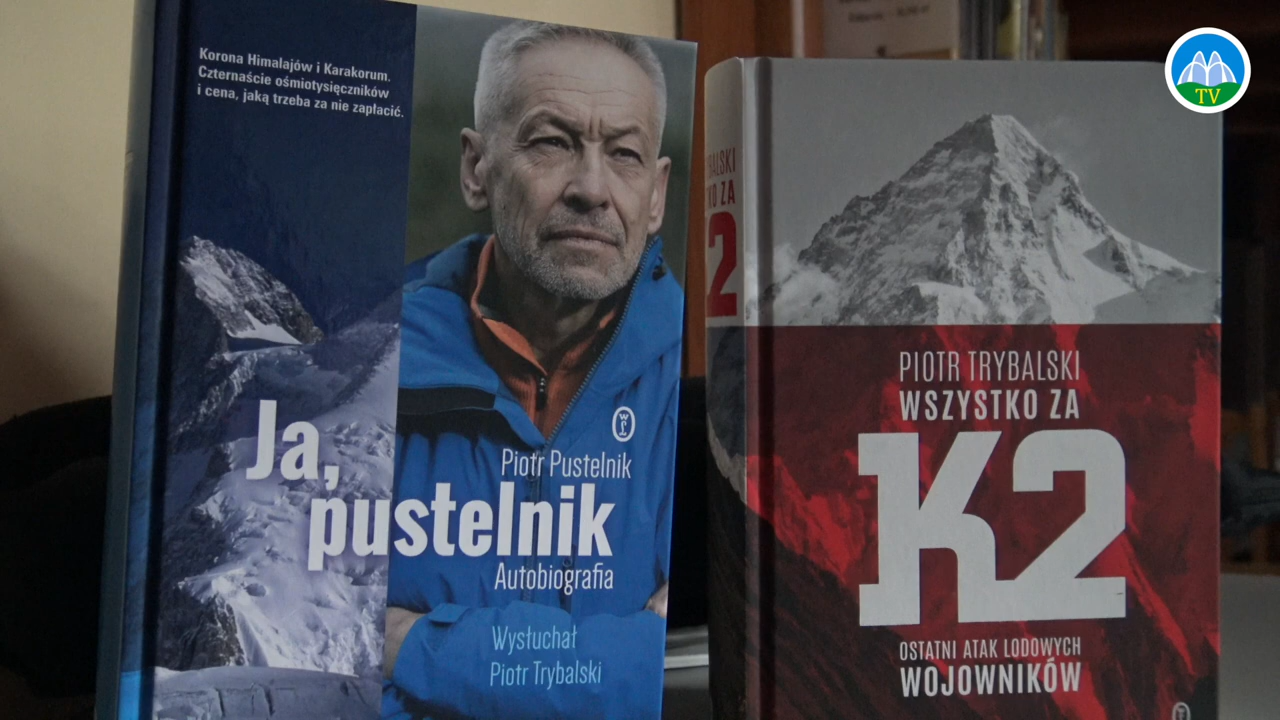 Korona Himalajów i Karakorum.
Czternaście ośmiotysięczników
i cena, jaką trzeba za nie zapłacić.
Piotr Pustelnik
Ja,
pustelnik
Autobiografia
Wysłuchał
Piotr Trybalski
PIOTR TRYBALSKI
WSZYSTKO ZA
K2
OSTATNI ATAK LODOWYCH
WOJOWNIKÓW
TV